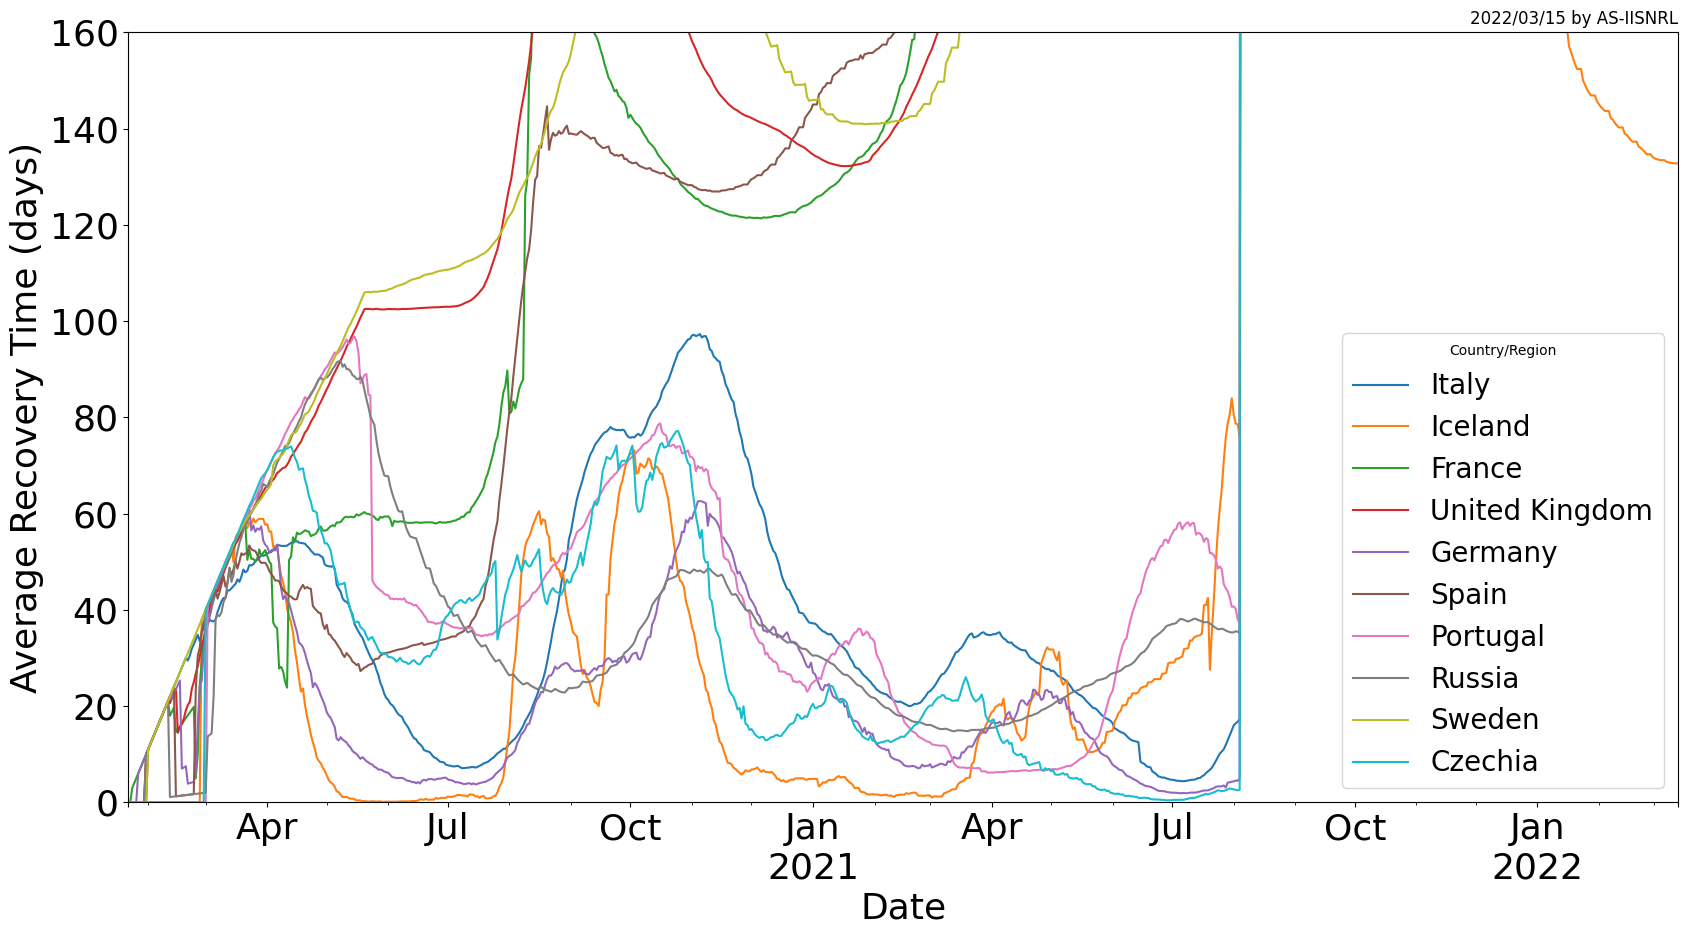 2022/03/15 by AS-IISNRL
160
140
120
100
80
60
40
20
0
Average Recovery Time (days)
Country/Region
Italy
Iceland
France
United Kingdom
Germany
Spain
Portugal
Russia
Sweden
Czechia
Apr Jul Oct Jan Apr Jul Oct Jan
2021 2022
Date